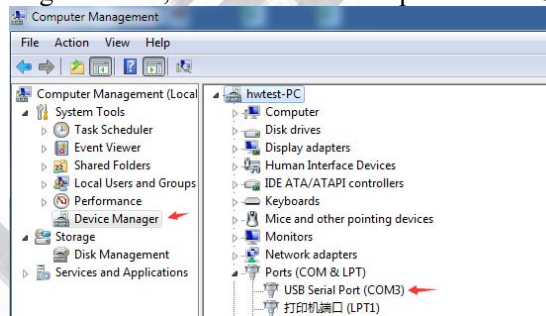 Computer Management
File Action View Help
Computer Management (Local
System Tools
Task Scheduler
Event Viewer
Shared Folders
Local Users and Groups
Performance
Device Manager
Storage
Disk Management
Services and Applications
hwtest-PC
Computer
Disk drives
Display adapters
Human Interface Devices
IDE ATA/ATAPI controllers
Keyboards
Mice and other pointing devices
Monitors
Network adapters
Ports (COM & LPT)
USB Serial Port (COM3)
打印机端口 (LPT1)